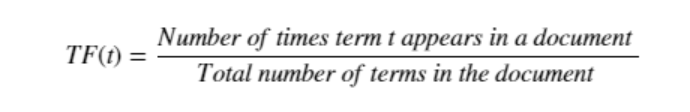 TF(t) = Number of times term t appears in a document
Total number of terms in the document